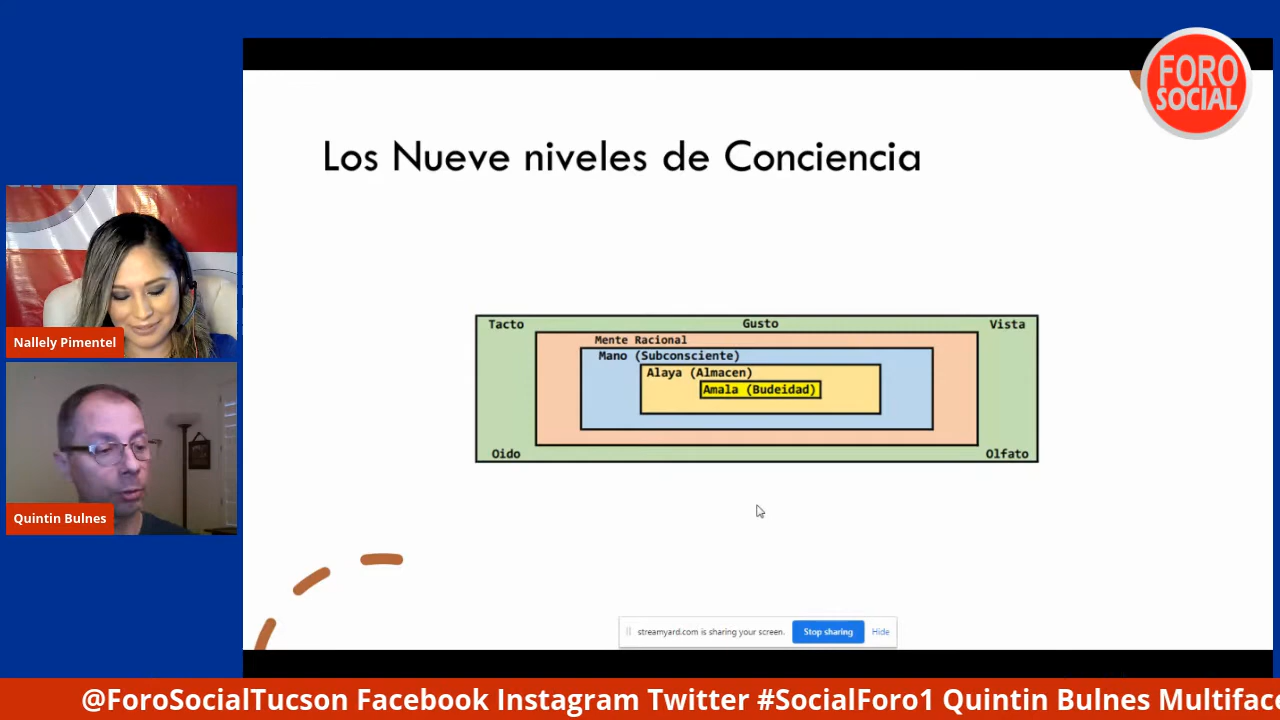 FORO
SOCIAL
Los Nueve niveles de Conciencia
Tacto Gusto Vista
Mente Racional
Mano (Subconsciente)
Alaya (Almacen)
Amala (Budeidad)
Oido Olfato
Nallely Pimentel
Quintin Bulnes
streamyard.com is sharing your screen. Stop sharing Hide
@ForoSocialTucson Facebook Instagram Twitter #SocialForo1 Quintin Bulnes Multiface